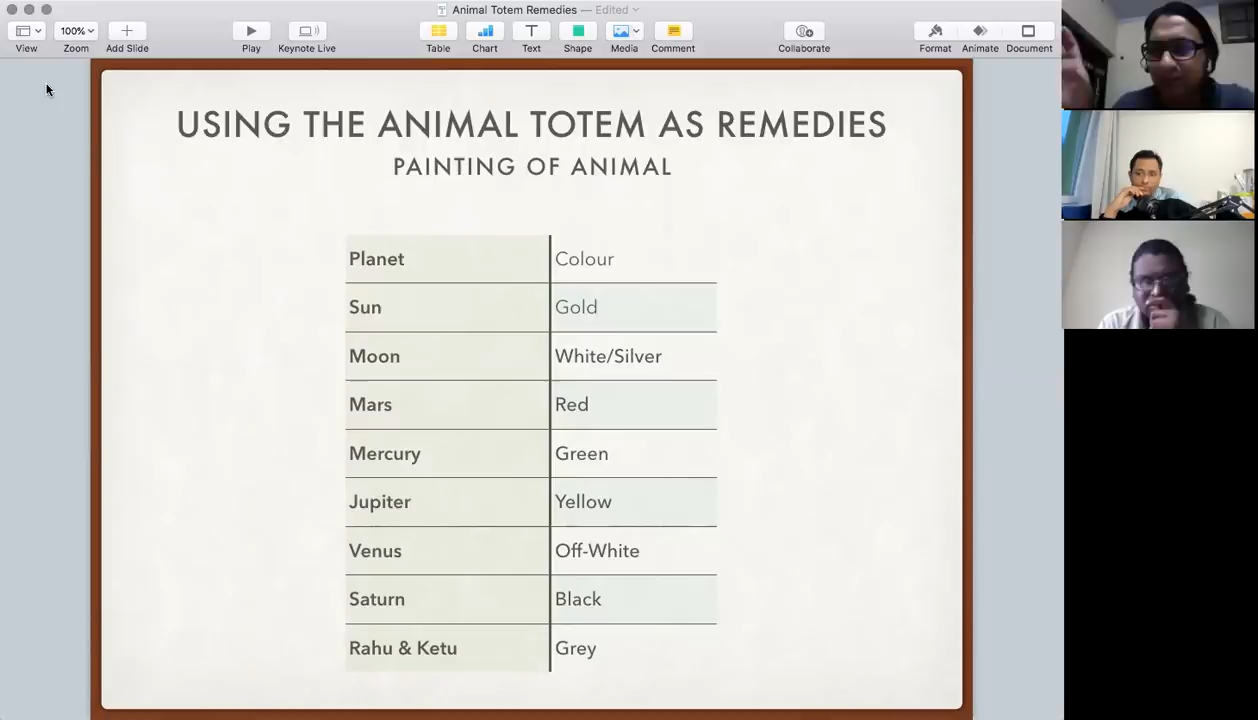 Animal Totem Remedies — Edited
100%
View
Zoom
Add Slide
Play
Keynote Live
Table
Chart
Text
Shape
Media
Comment
Collaborate
Format
Animate
Document
USING THE ANIMAL TOTEM AS REMEDIES
PAINTING OF ANIMAL
Planet Colour
Sun Gold
Moon White/Silver
Mars Red
Mercury Green
Jupiter Yellow
Venus Off-White
Saturn Black
Rahu & Ketu Grey